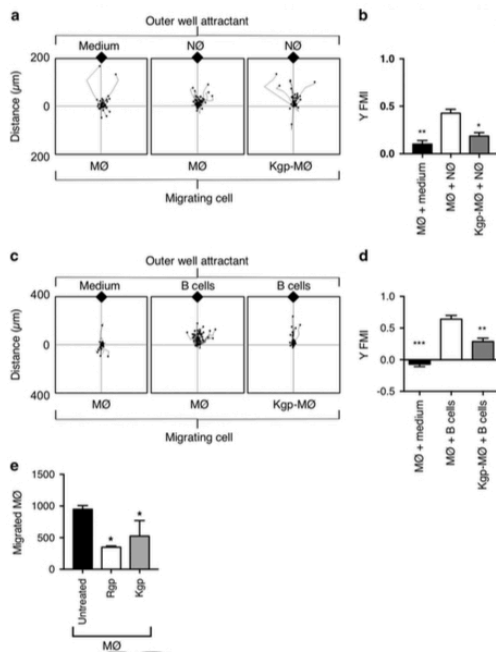 a
Outer well attractant
Medium NØ NØ
Distance (µm)
200
0
200
MØ MØ Kgp-MØ
Migrating cell
b
Y FMI
1.0
0.5
0.0
**
*
MØ + medium
MØ + NØ
Kgp-MØ + NØ
c
Outer well attractant
Medium B cells B cells
Distance (µm)
400
0
400
MØ MØ Kgp-MØ
Migrating cell
d
Y FMI
1.0
0.5
0.0
-0.5
***
**
MØ + medium
MØ + B cells
Kgp-MØ + B cells
e
Migrated MØ
1500
1000
500
0
*
*
Untreated
Rgp
Kgp
MØ